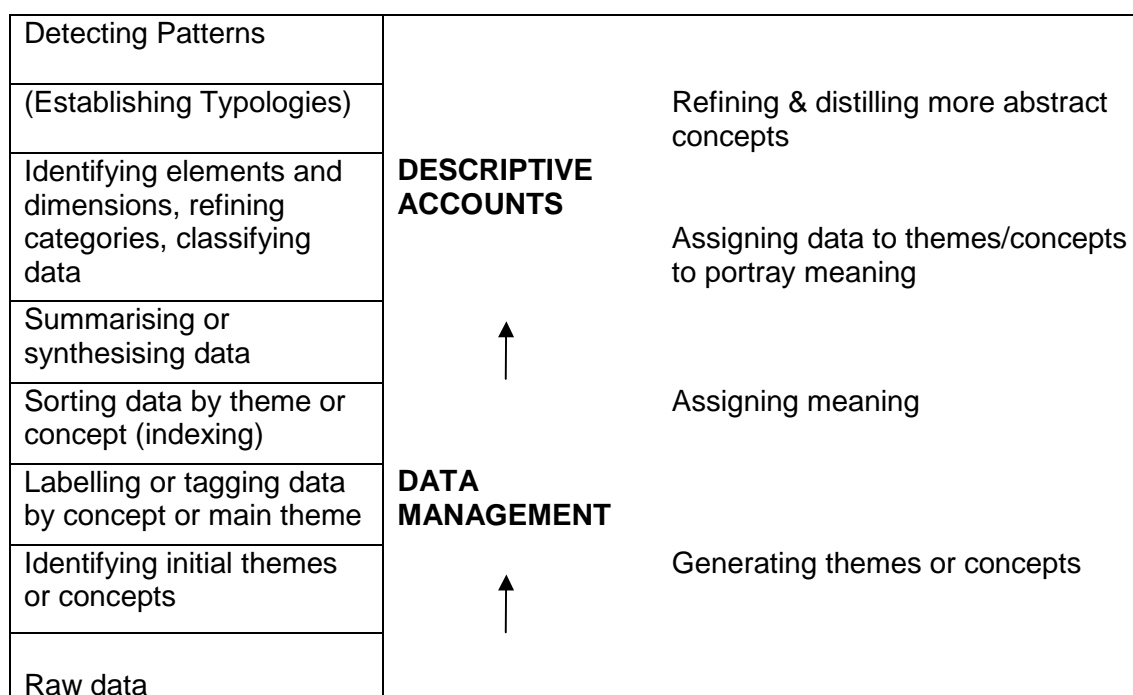 Detecting Patterns
(Establishing Typologies)
Refining & distilling more abstract
concepts
Identifying elements and
dimensions, refining
categories, classifying
data
DESCRIPTIVE
ACCOUNTS
Assigning data to themes/concepts
to portray meaning
Summarising or
synthesising data
Sorting data by theme or
concept (indexing)
Assigning meaning
Labelling or tagging data
by concept or main theme
DATA
MANAGEMENT
Identifying initial themes
or concepts
Generating themes or concepts
Raw data